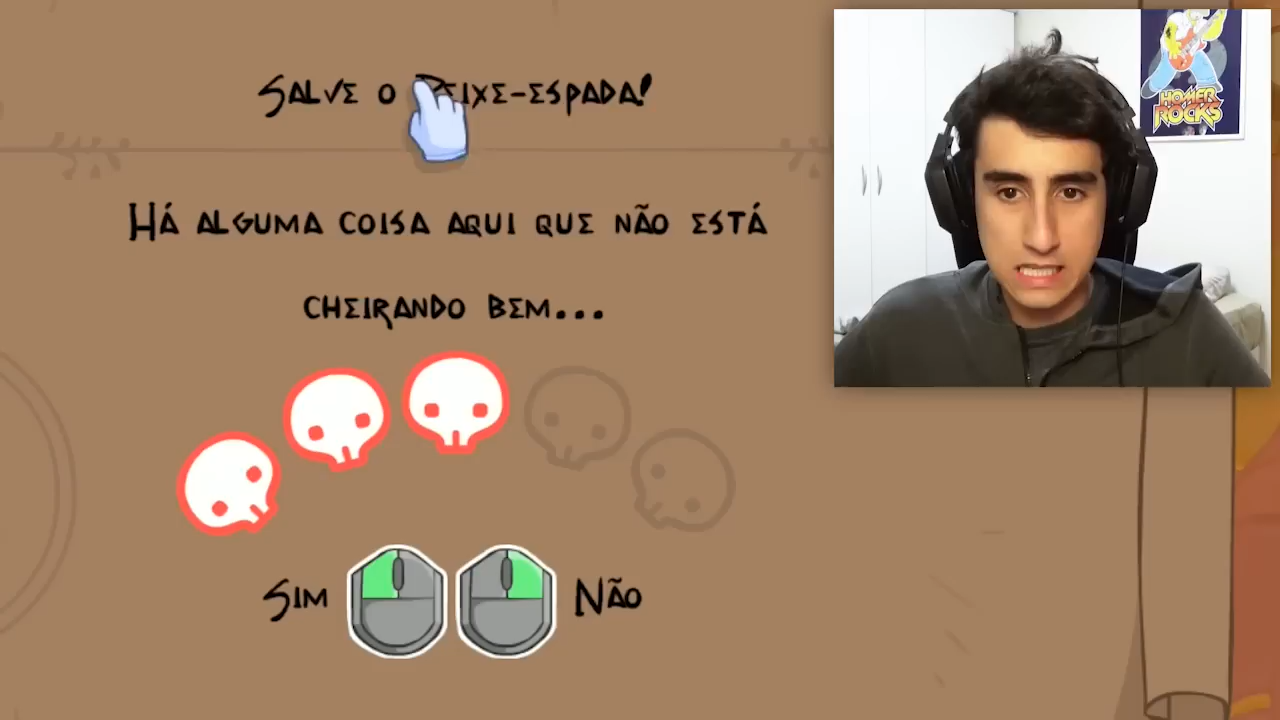 Salve o Peixe-espada!
Há alguma coisa aqui que não está
cheirando bem...
Sim
Não
HOMER
ROCKS